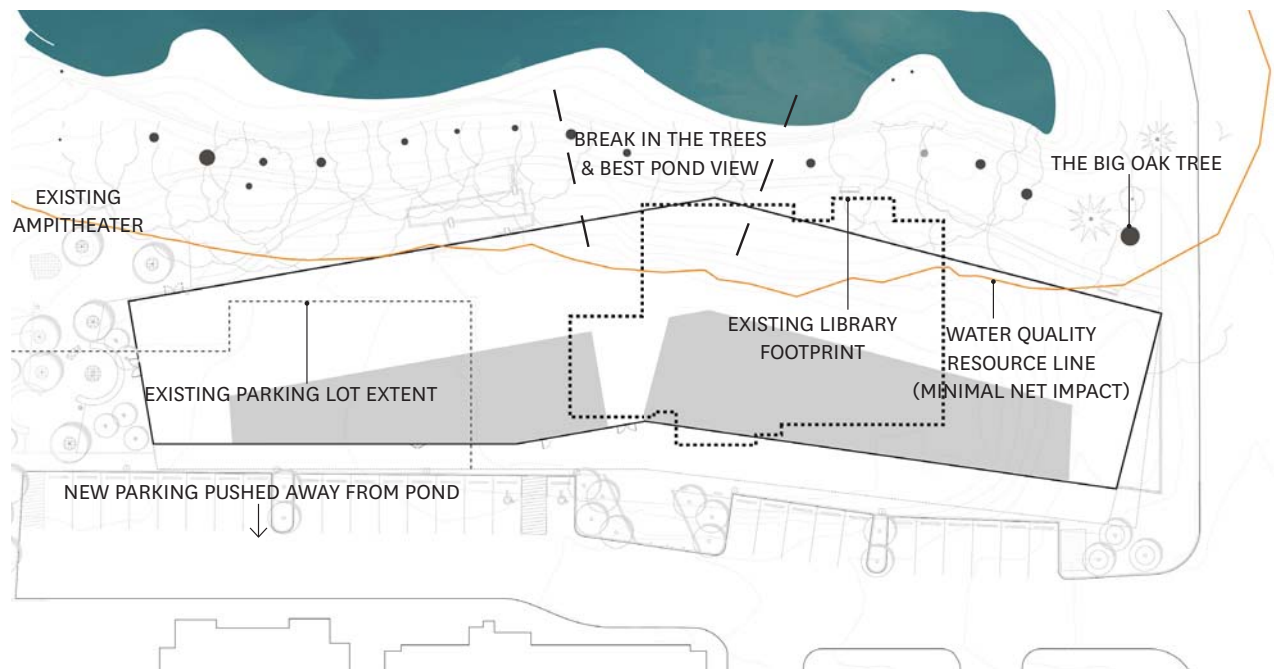 BREAK IN THE TREES
& BEST POND VIEW
THE BIG OAK TREE
EXISTING
AMPITHEATER
EXISTING LIBRARY
FOOTPRINT
WATER QUALITY
RESOURCE LINE
(MINIMAL NET IMPACT)
EXISTING PARKING LOT EXTENT
NEW PARKING PUSHED AWAY FROM POND